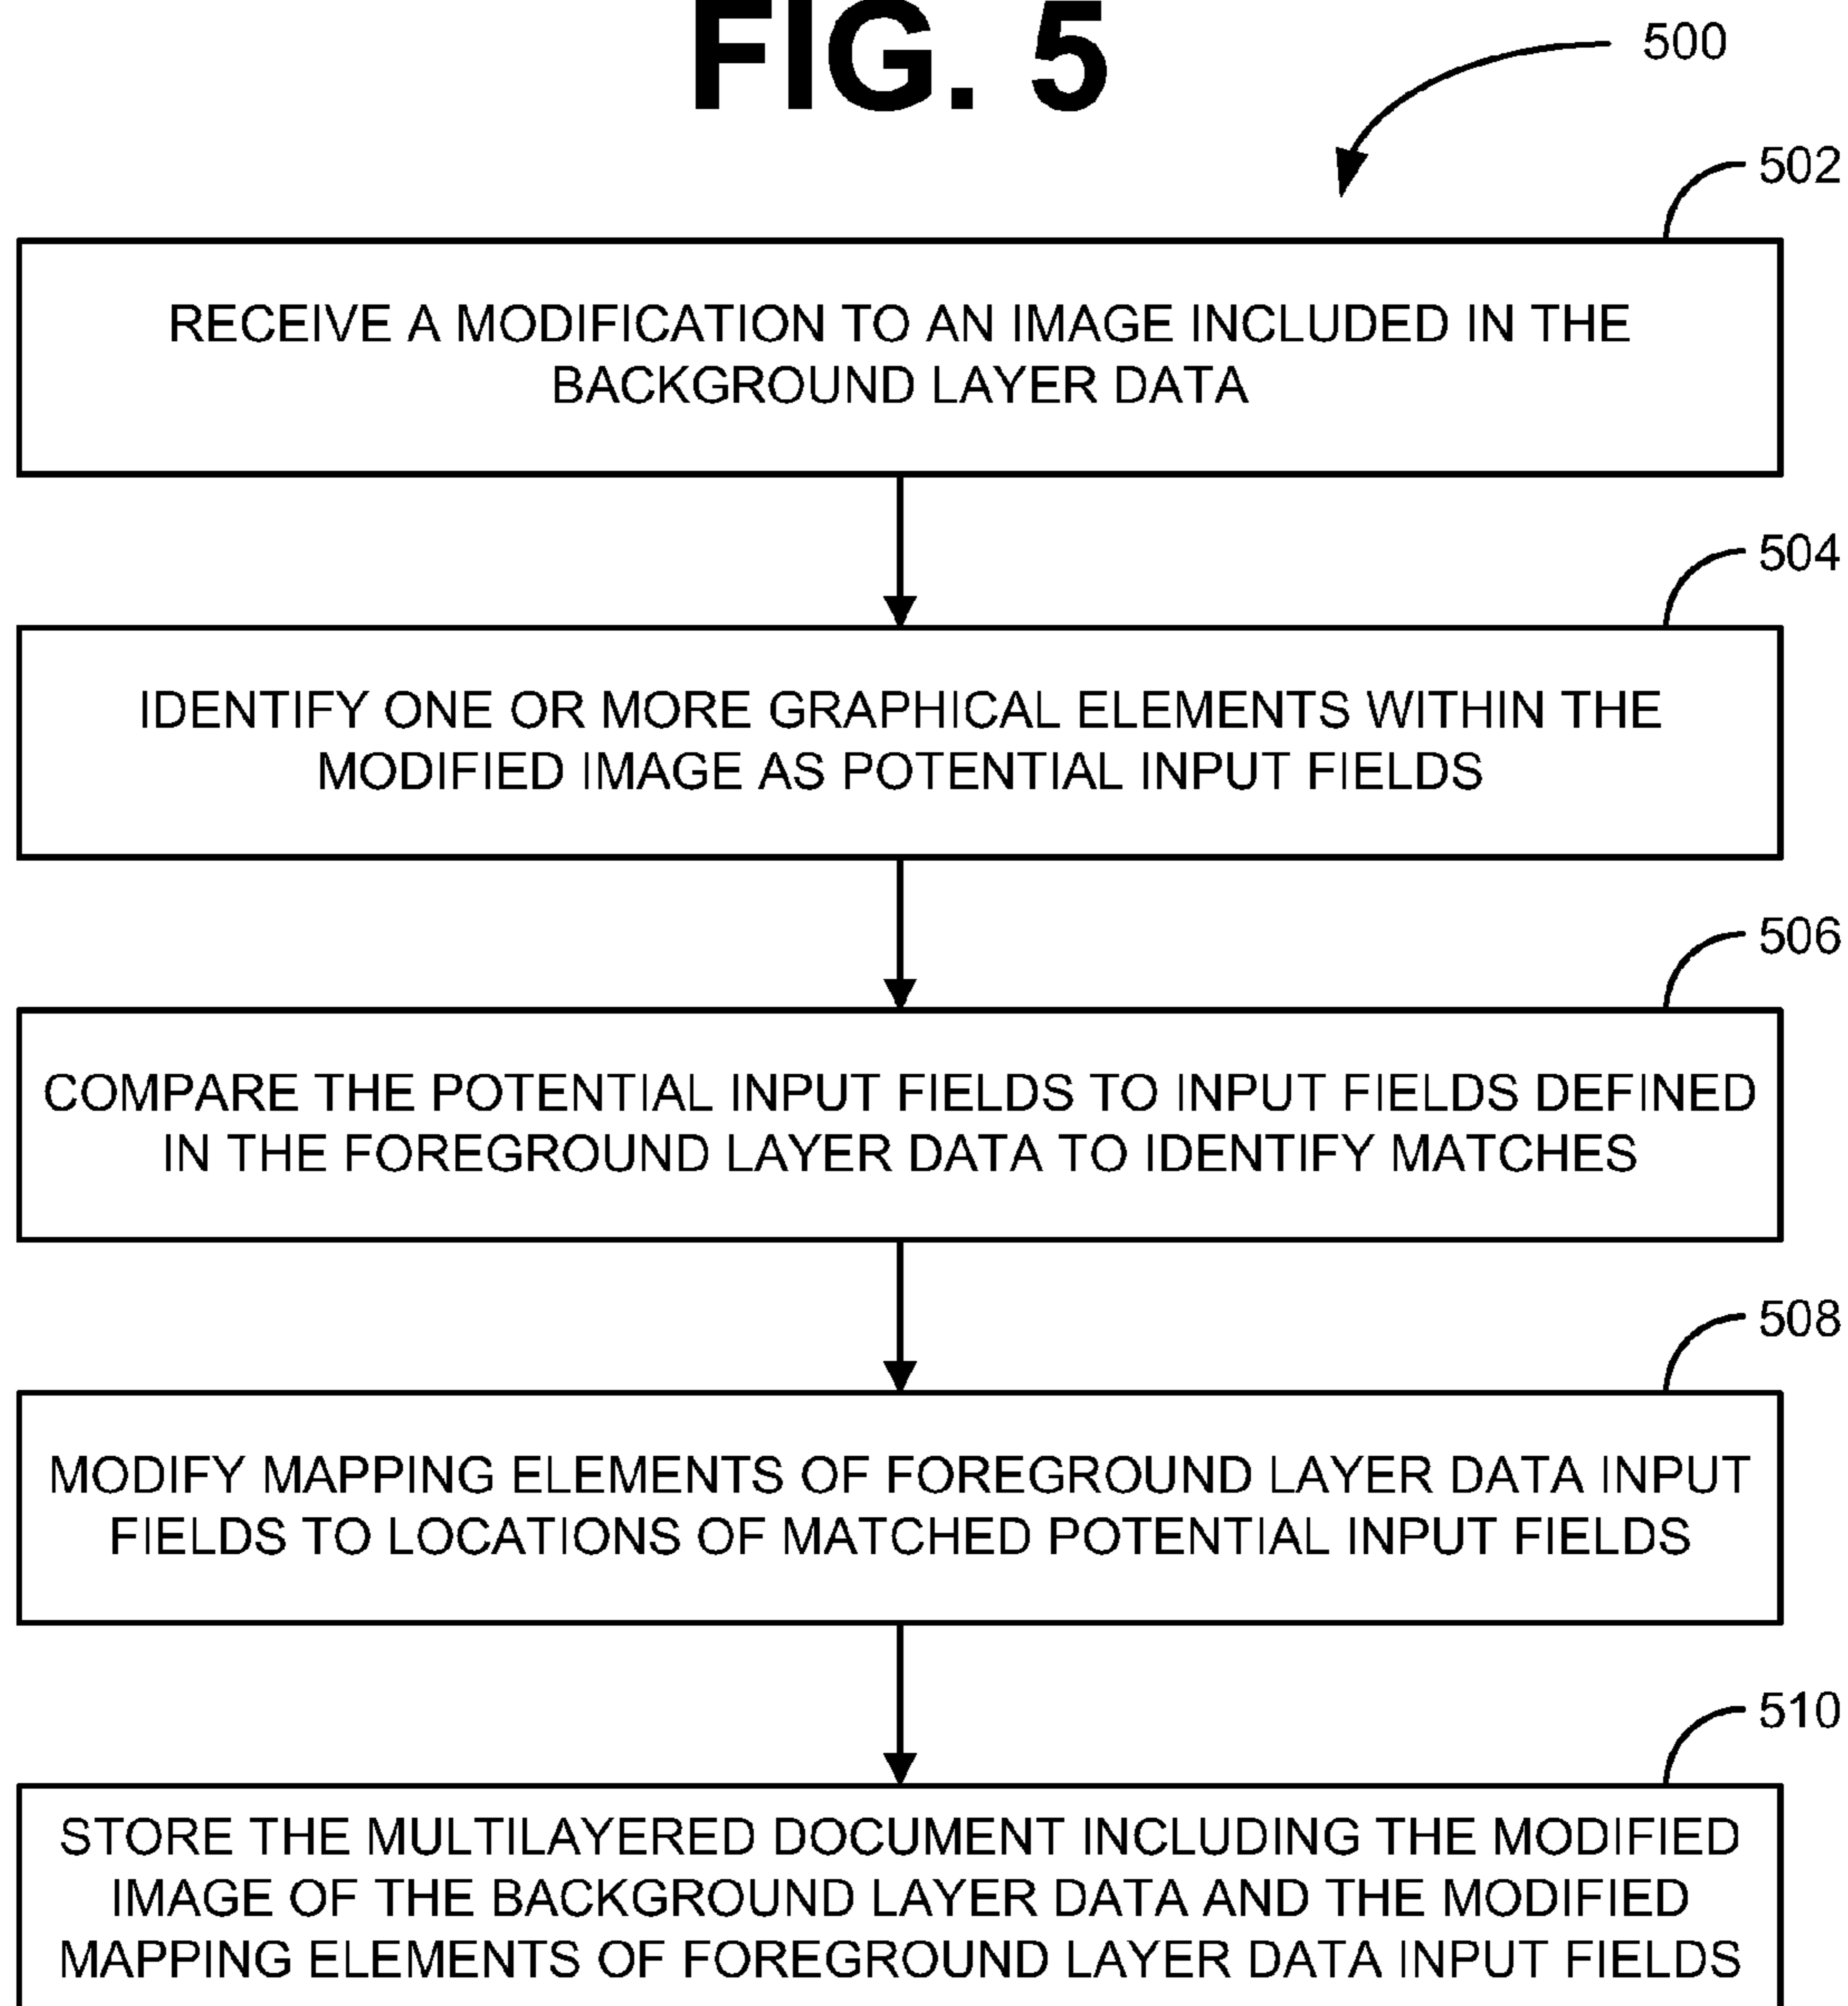 FIG. 5
500
502
RECEIVE A MODIFICATION TO AN IMAGE INCLUDED IN THE
BACKGROUND LAYER DATA
504
IDENTIFY ONE OR MORE GRAPHICAL ELEMENTS WITHIN THE
MODIFIED IMAGE AS POTENTIAL INPUT FIELDS
506
COMPARE THE POTENTIAL INPUT FIELDS TO INPUT FIELDS DEFINED
IN THE FOREGROUND LAYER DATA TO IDENTIFY MATCHES
508
MODIFY MAPPING ELEMENTS OF FOREGROUND LAYER DATA INPUT
FIELDS TO LOCATIONS OF MATCHED POTENTIAL INPUT FIELDS
510
STORE THE MULTILAYERED DOCUMENT INCLUDING THE MODIFIED
IMAGE OF THE BACKGROUND LAYER DATA AND THE MODIFIED
MAPPING ELEMENTS OF FOREGROUND LAYER DATA INPUT FIELDS